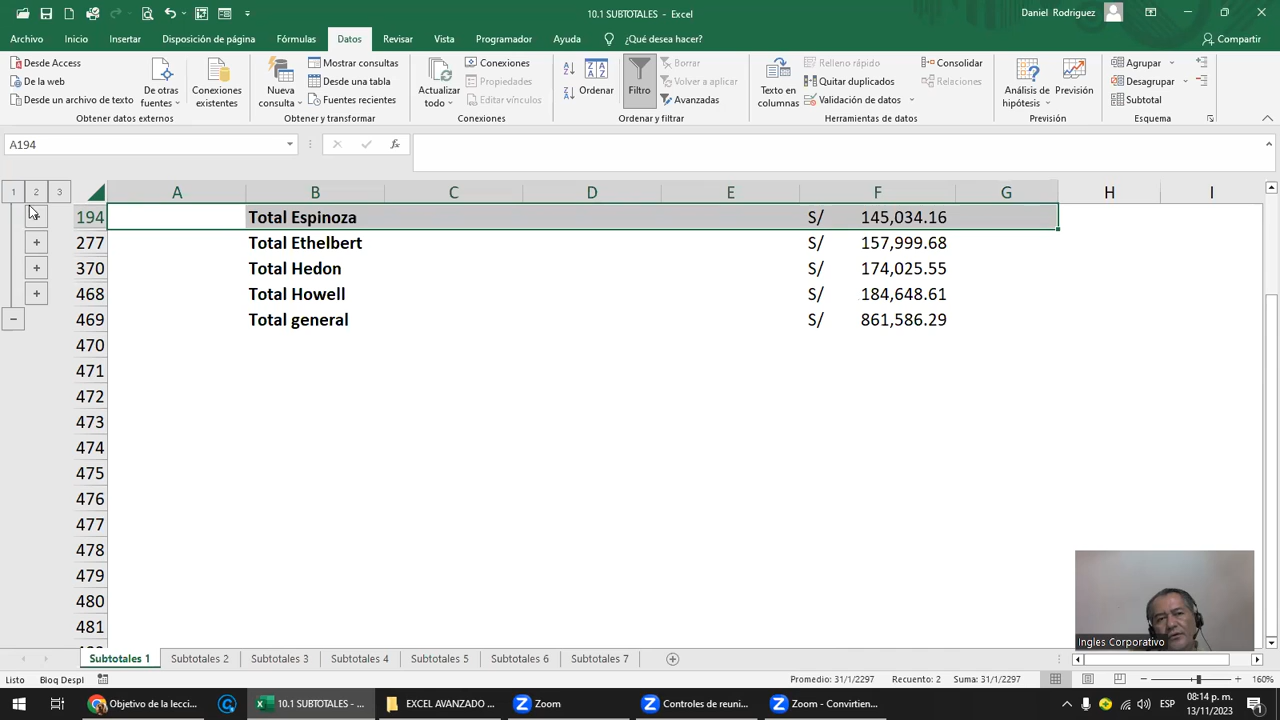 10.1 SUBTOTALES - Excel
Daniel Rodriguez
Archivo Inicio Insertar Disposición de página Fórmulas Datos Revisar Vista Programador Ayuda ¿Qué desea hacer? Compartir
Desde Access
De la web
Desde un archivo de texto
De otras fuentes
Conexiones existentes
Obtener datos externos
Nueva consulta
Mostrar consultas
Desde una tabla
Fuentes recientes
Obtener y transformar
Actualizar todo
Conexiones
Propiedades
Editar vínculos
Conexiones
Ordenar
Filtro
Borrar
Volver a aplicar
Avanzadas
Ordenar y filtrar
Texto en columnas
Relleno rápido
Quitar duplicados
Validación de datos
Consolidar
Relaciones
Herramientas de datos
Análisis de hipótesis
Previsión
Previsión
Agrupar
Desagrupar
Subtotal
Esquema
A194
fx
1 2 3
A B C D E F G H I
194 Total Espinoza S/ 145,034.16
277 Total Ethelbert S/ 157,999.68
370 Total Hedon S/ 174,025.55
468 Total Howell S/ 184,648.61
469 Total general S/ 861,586.29
470
471
472
473
474
475
476
477
478
479
480
481
Ingles Corporativo
Subtotales 1 Subtotales 2 Subtotales 3 Subtotales 4 Subtotales 5 Subtotales 6 Subtotales 7
Listo Bloq Despl Promedio: 31/1/2297 Recuento: 2 Suma: 31/1/2297 160%
Objetivo de la lecci...
10.1 SUBTOTALES - ...
EXCEL AVANZADO ...
Zoom
Controles de reuni...
Zoom - Convirtien...
ESP
08:14 p. m.
13/11/2023